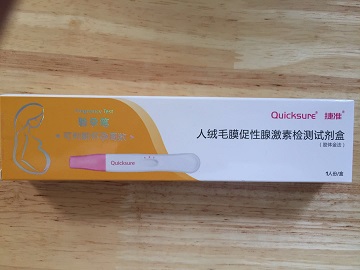 Quicksure® 捷准®
人绒毛膜促性腺激素检测试剂盒
(胶体金法)
Quicksure
1人份/盒